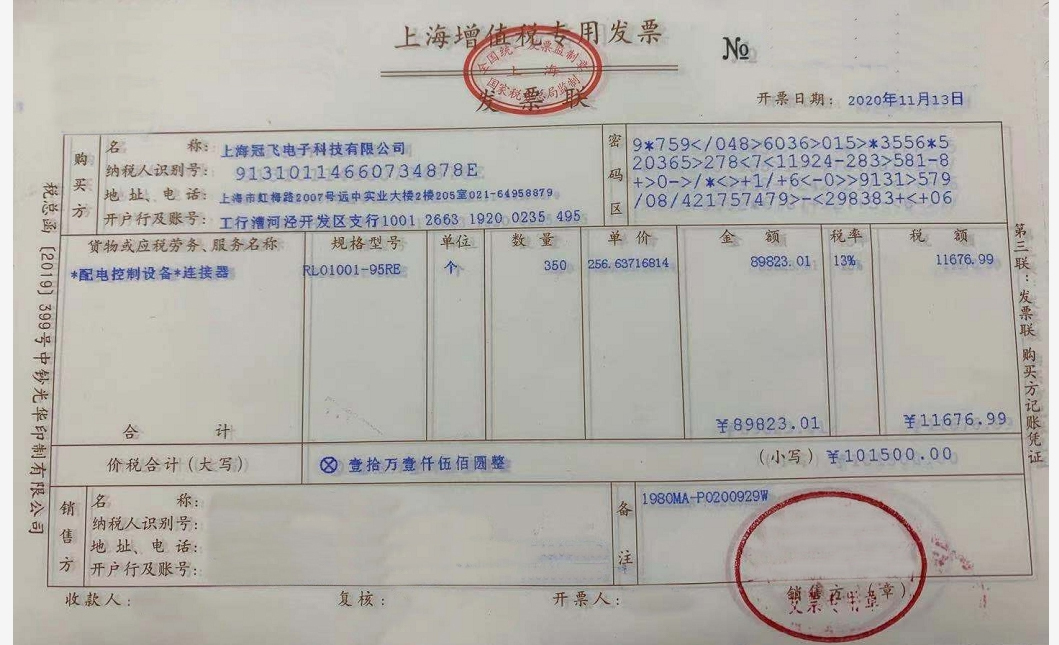 上海增值税专用发票
全国统一发票监制章
上海
国家税务总局监制
发票联
№
开票日期: 2020年11月13日
购买方
名 称: 上海冠飞电子科技有限公司
纳税人识别号: 91310114660734878E
地 址、电 话: 上海市虹梅路2007号远中实业大楼2楼205室021-64958879
开户行及账号: 工行漕河泾开发区支行1001 2663 1920 0235 495
密码区
9*759</048>6036>015>*3556*5
20365>278<7<11924-283>581-8
+>0->/*<>+1/+6<-0>>9131>579
/08/421757479>-<298383+<+06
货物或应税劳务、服务名称 规格型号 单位 数 量 单 价 金 额 税率 税 额
*配电控制设备*连接器 RL01001-95RE 个 350 256.63716814 89823.01 13% 11676.99
合 计 ¥89823.01 ¥11676.99
价税合计(大写) ⊗ 壹拾万壹仟伍佰圆整 (小写) ¥101500.00
销售方
名 称:
纳税人识别号:
地 址、电 话:
开户行及账号:
备注
1980MA-P0200929W
收款人: 复核: 开票人: 销售方:(章)
发票专用章
税总函 [2019] 399号中钞光华印制有限公司
第三联:发票联 购买方记账凭证